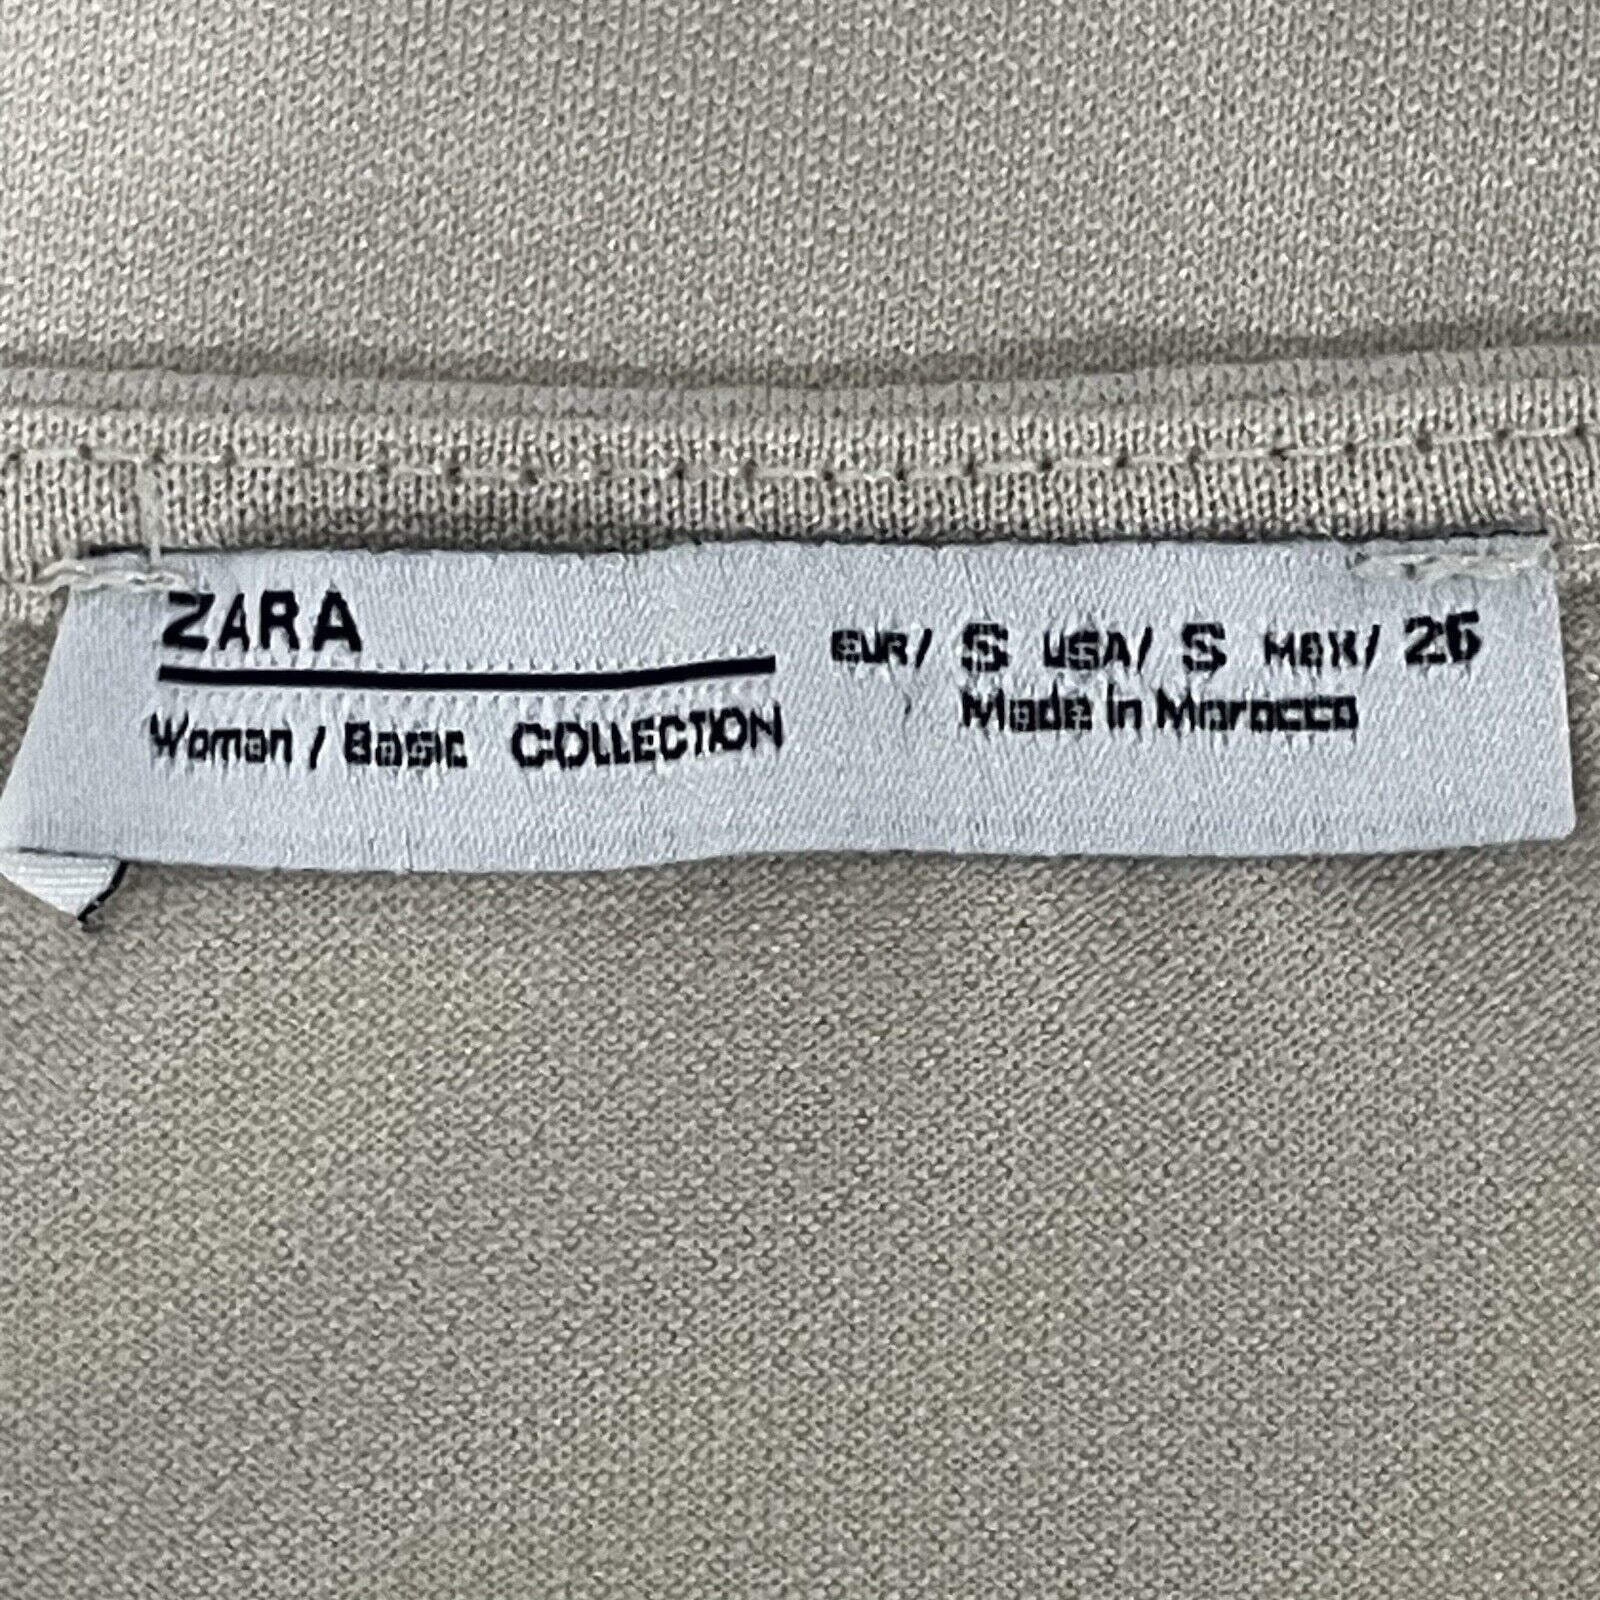 ZARA
Woman / Basic COLLECTION
EUR/ S USA/ S MEX/ 26
Made in Morocco